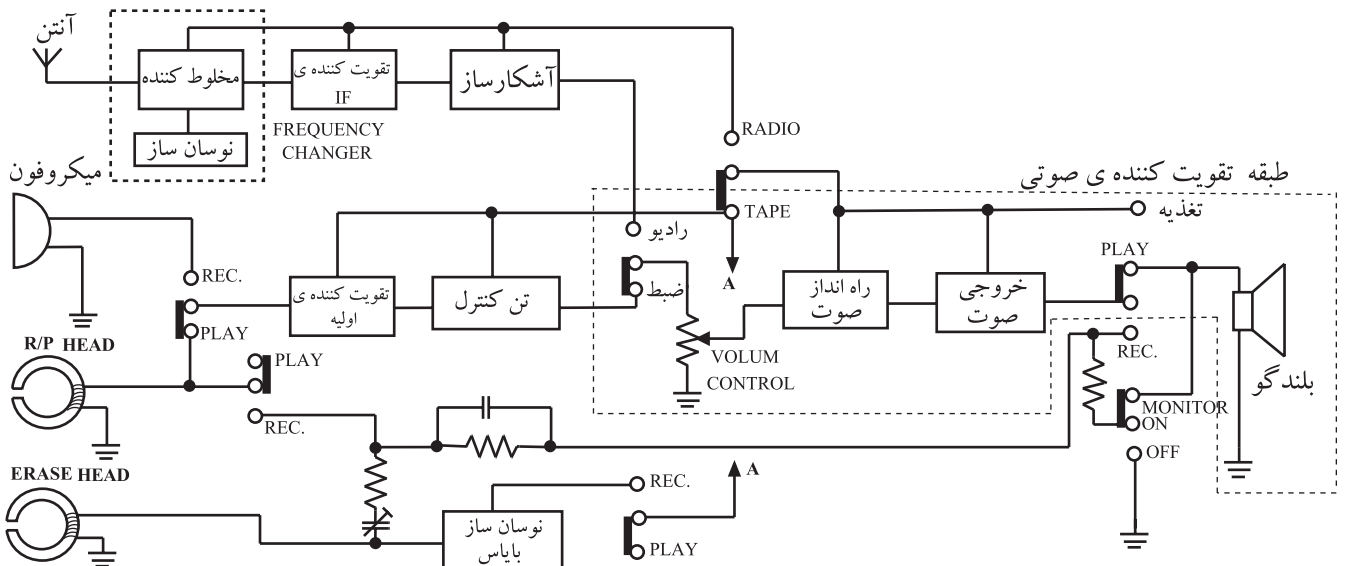 آنتن
مخلوط کننده
تقویت کننده ی
IF
آشکارساز
نوسان ساز
FREQUENCY
CHANGER
RADIO
میکروفون
طبقه تقویت کننده ی صوتی
TAPE
تغذیه
رادیو
REC.
PLAY
تقویت کننده ی
اولیه
تن کنترل
ضبط
A
راه انداز
صوت
خروجی
صوت
PLAY
R/P HEAD
PLAY
VOLUM
CONTROL
REC.
بلندگو
REC.
MONITOR
ON
OFF
ERASE HEAD
REC.
A
نوسان ساز
بایاس
PLAY